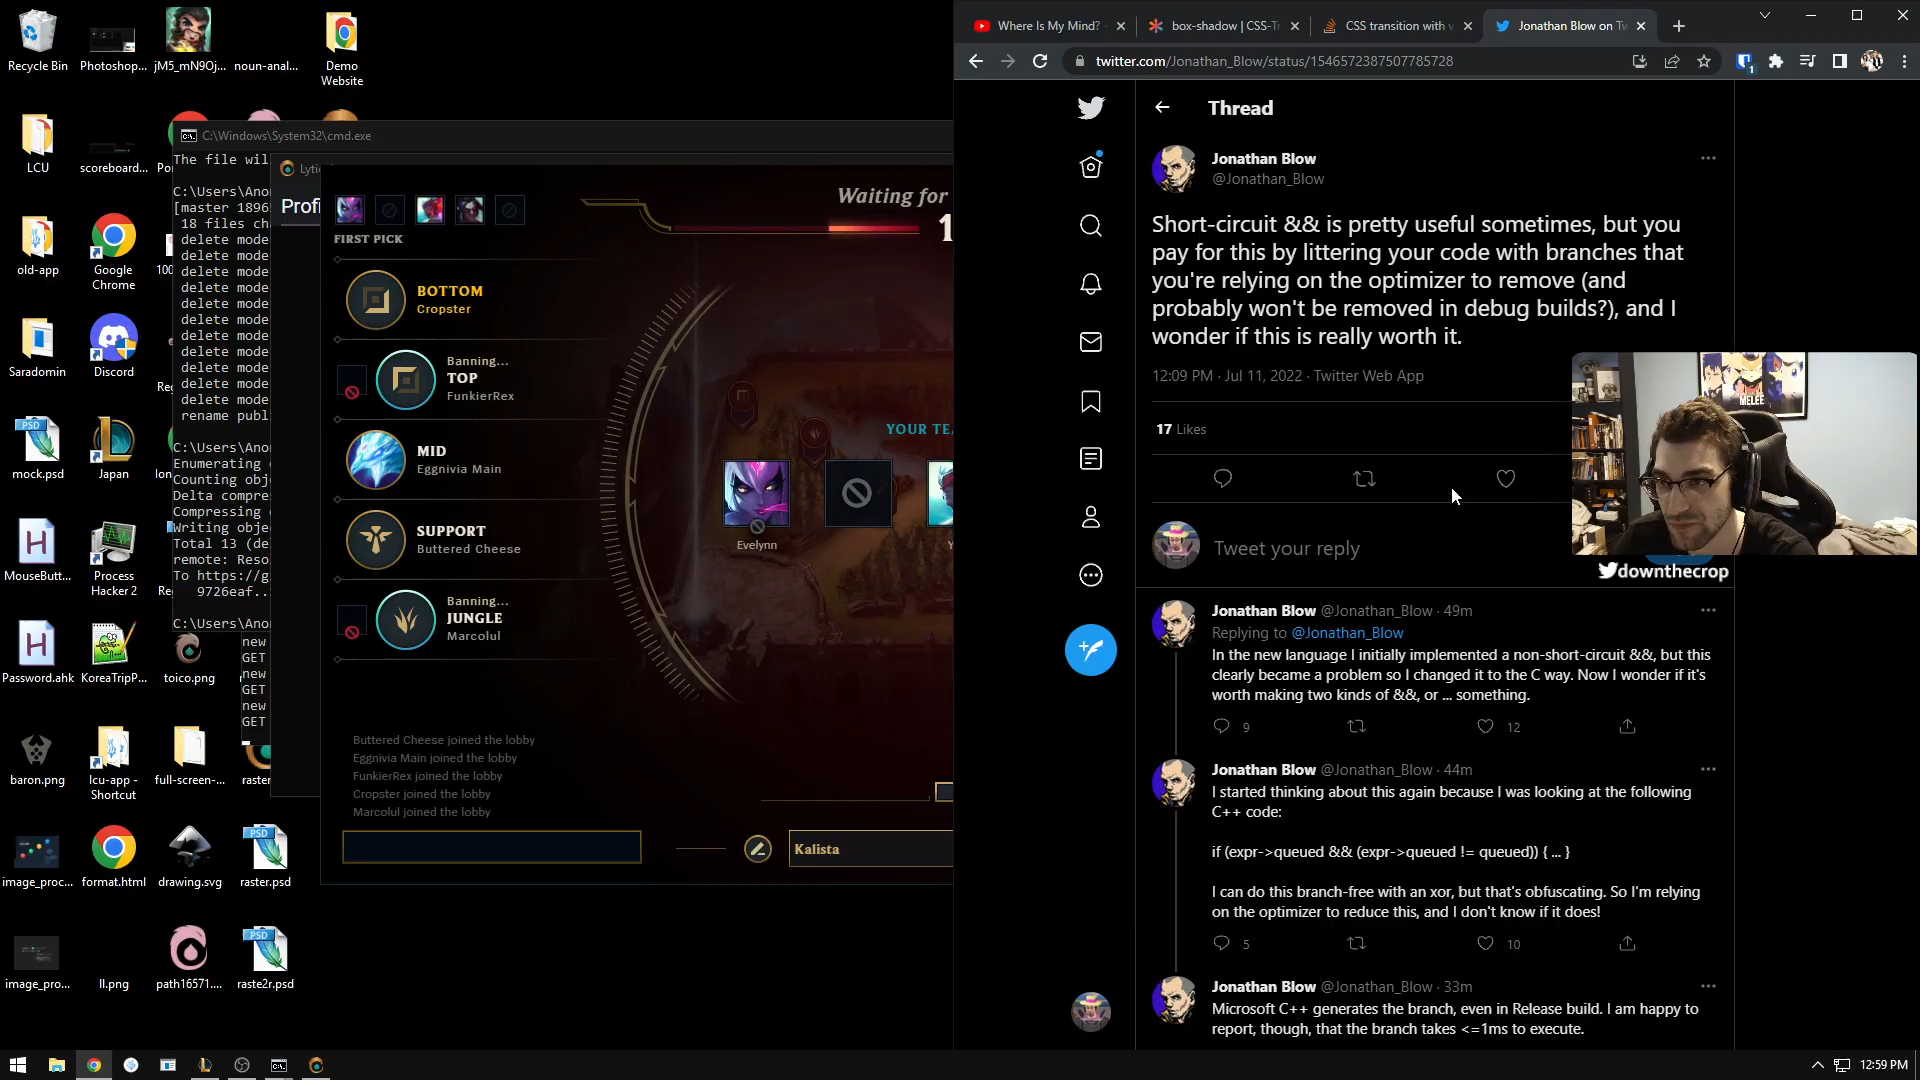 Recycle Bin
Photoshop...
jM5_mN9Oj...
noun-anal...
Demo Website
LCU
scoreboard...
old-app
Google Chrome
Saradomin
Discord
mock.psd
Japan
MouseButt...
Process Hacker 2
Password.ahk
KoreaTripP...
toico.png
baron.png
lcu-app - Shortcut
full-screen-...
image_proc...
format.html
drawing.svg
raster.psd
image_pro...
ll.png
path16571....
raste2r.psd
C:\Windows\System32\cmd.exe
The file wil
C:\Users\Ano
[master 1896
18 files cha
delete mode
delete mode
delete mode
delete mode
delete mode
delete mode
delete mode
delete mode
delete mode
delete mode
delete mode
rename publ
C:\Users\Ano
Enumerating
Counting obj
Delta compre
Compressing
Writing obje
Total 13 (de
remote: Reso
To https://g
9726eaf..
C:\Users\Ano
new
GET
new
GET
new
GET
Lytic
Profi
FIRST PICK
Waiting for
BOTTOM
Cropster
Banning...
TOP
FunkierRex
MID
Eggnivia Main
SUPPORT
Buttered Cheese
Banning...
JUNGLE
Marcolul
YOUR TEA
Evelynn
Buttered Cheese joined the lobby
Eggnivia Main joined the lobby
FunkierRex joined the lobby
Cropster joined the lobby
Marcolul joined the lobby
Kalista
Where Is My Mind?
box-shadow | CSS-Tr
CSS transition with v
Jonathan Blow on Tw
twitter.com/Jonathan_Blow/status/1546572387507785728
Thread
Jonathan Blow
@Jonathan_Blow
Short-circuit && is pretty useful sometimes, but you
pay for this by littering your code with branches that
you're relying on the optimizer to remove (and
probably won't be removed in debug builds?), and I
wonder if this is really worth it.
12:09 PM · Jul 11, 2022 · Twitter Web App
17 Likes
Tweet your reply
MELEE
downthecrop
Jonathan Blow @Jonathan_Blow · 49m
Replying to @Jonathan_Blow
In the new language I initially implemented a non-short-circuit &&, but this
clearly became a problem so I changed it to the C way. Now I wonder if it's
worth making two kinds of &&, or ... something.
9
12
Jonathan Blow @Jonathan_Blow · 44m
I started thinking about this again because I was looking at the following
C++ code:
if (expr->queued && (expr->queued != queued)) { ... }
I can do this branch-free with an xor, but that's obfuscating. So I'm relying
on the optimizer to reduce this, and I don't know if it does!
5
10
Jonathan Blow @Jonathan_Blow · 33m
Microsoft C++ generates the branch, even in Release build. I am happy to
report, though, that the branch takes <=1ms to execute.
12:59 PM